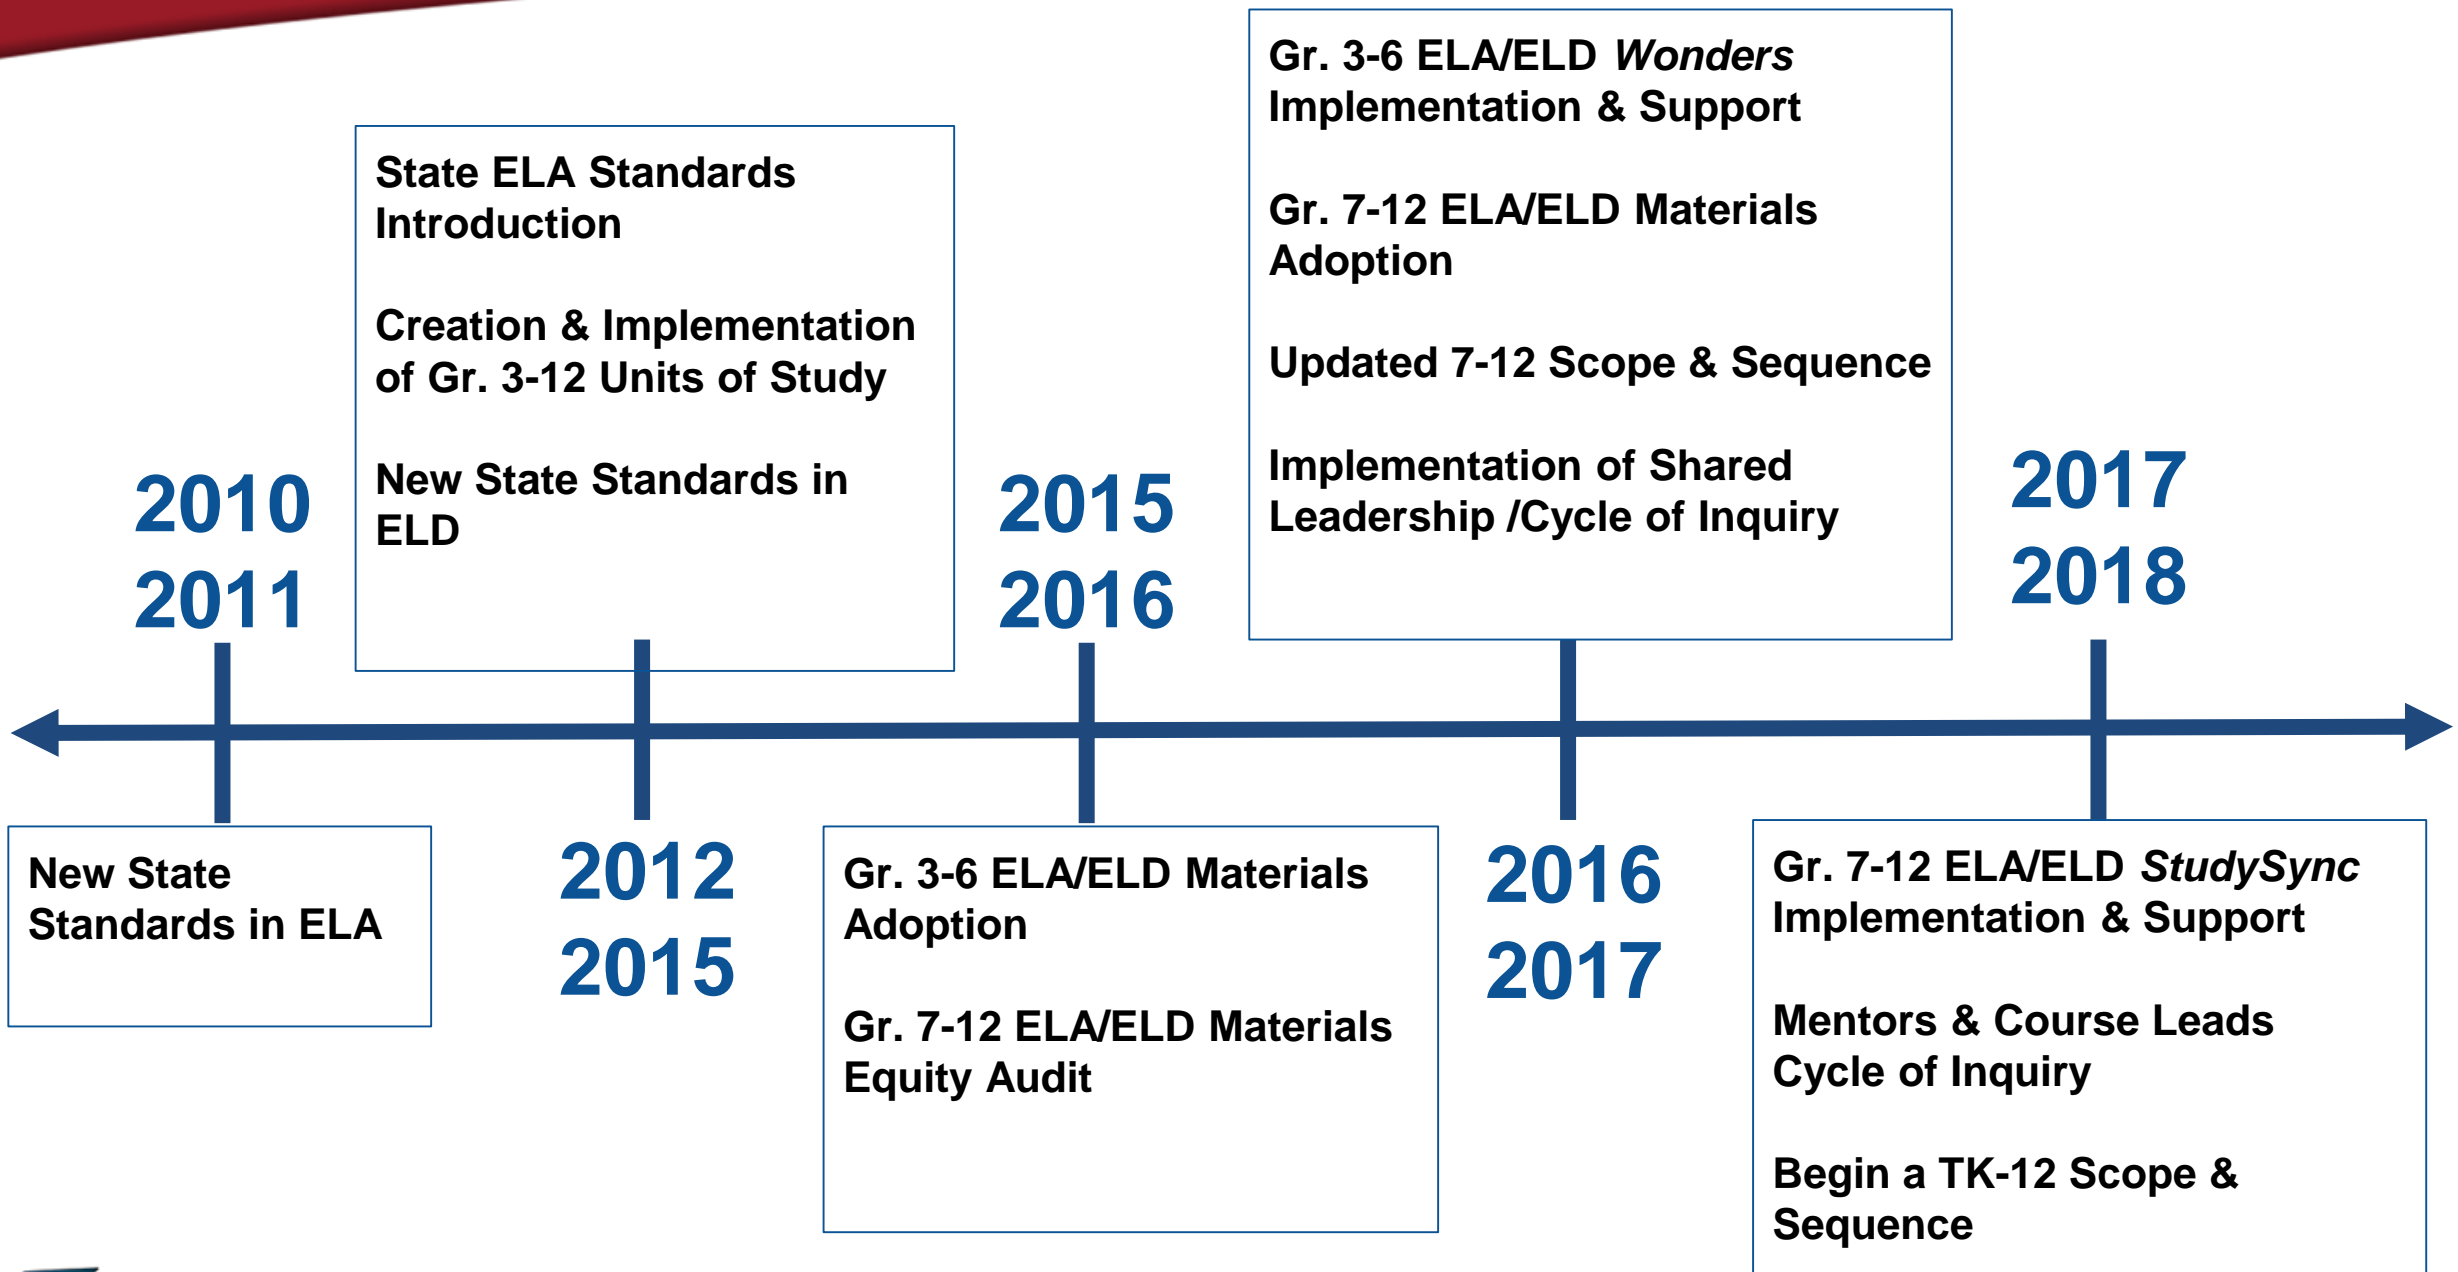 2010
2011
New State
Standards in ELA
State ELA Standards
Introduction
Creation & Implementation
of Gr. 3-12 Units of Study
New State Standards in
ELD
2012
2015
2015
2016
Gr. 3-6 ELA/ELD Materials
Adoption
Gr. 7-12 ELA/ELD Materials
Equity Audit
Gr. 3-6 ELA/ELD Wonders
Implementation & Support
Gr. 7-12 ELA/ELD Materials
Adoption
Updated 7-12 Scope & Sequence
Implementation of Shared
Leadership /Cycle of Inquiry
2016
2017
2017
2018
Gr. 7-12 ELA/ELD StudySync
Implementation & Support
Mentors & Course Leads
Cycle of Inquiry
Begin a TK-12 Scope &
Sequence